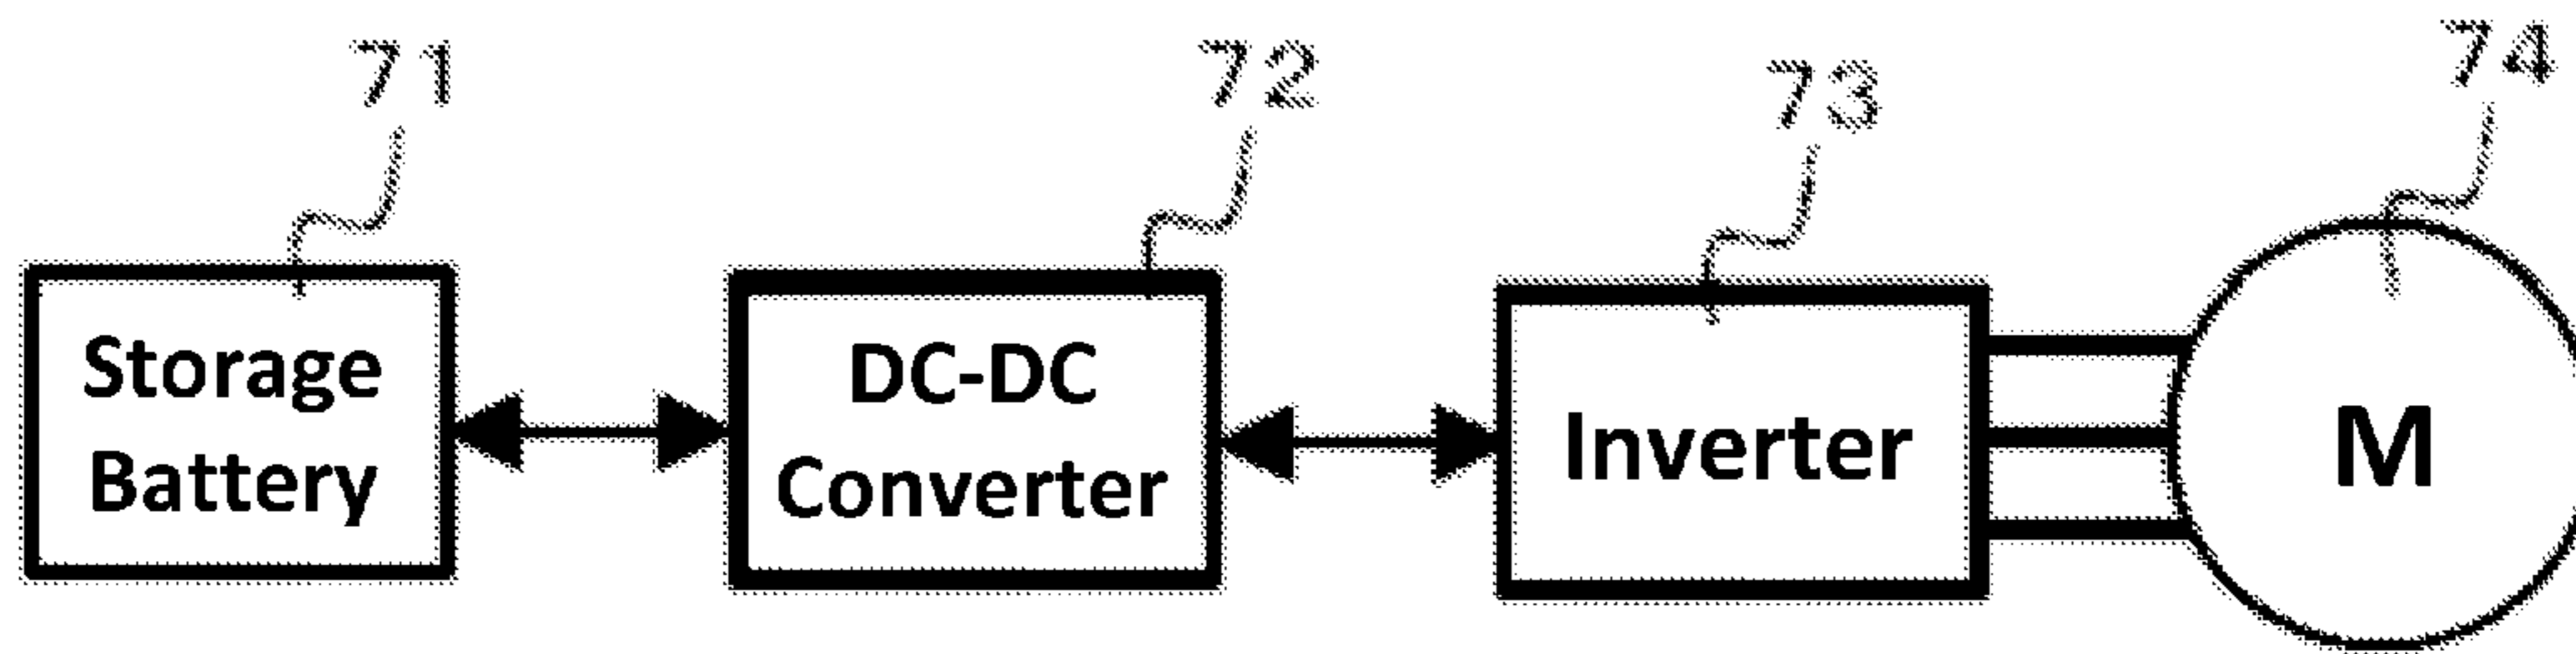 71
72
73
74
Storage
Battery
DC-DC
Converter
Inverter
M